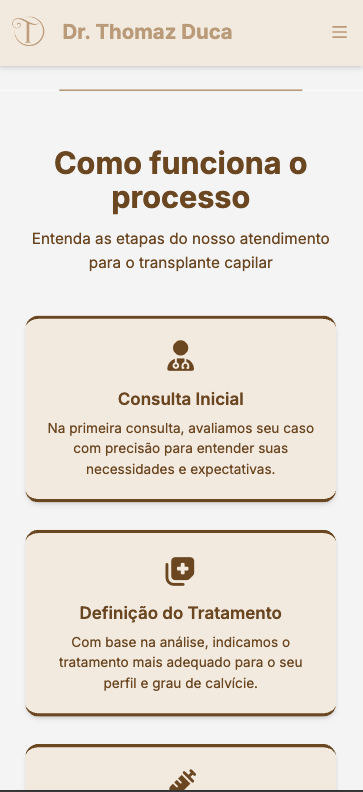 Dr. Thomaz Duca
Como funciona o
processo
Entenda as etapas do nosso atendimento
para o transplante capilar
Consulta Inicial
Na primeira consulta, avaliamos seu caso
com precisão para entender suas
necessidades e expectativas.
Definição do Tratamento
Com base na análise, indicamos o
tratamento mais adequado para o seu
perfil e grau de calvície.